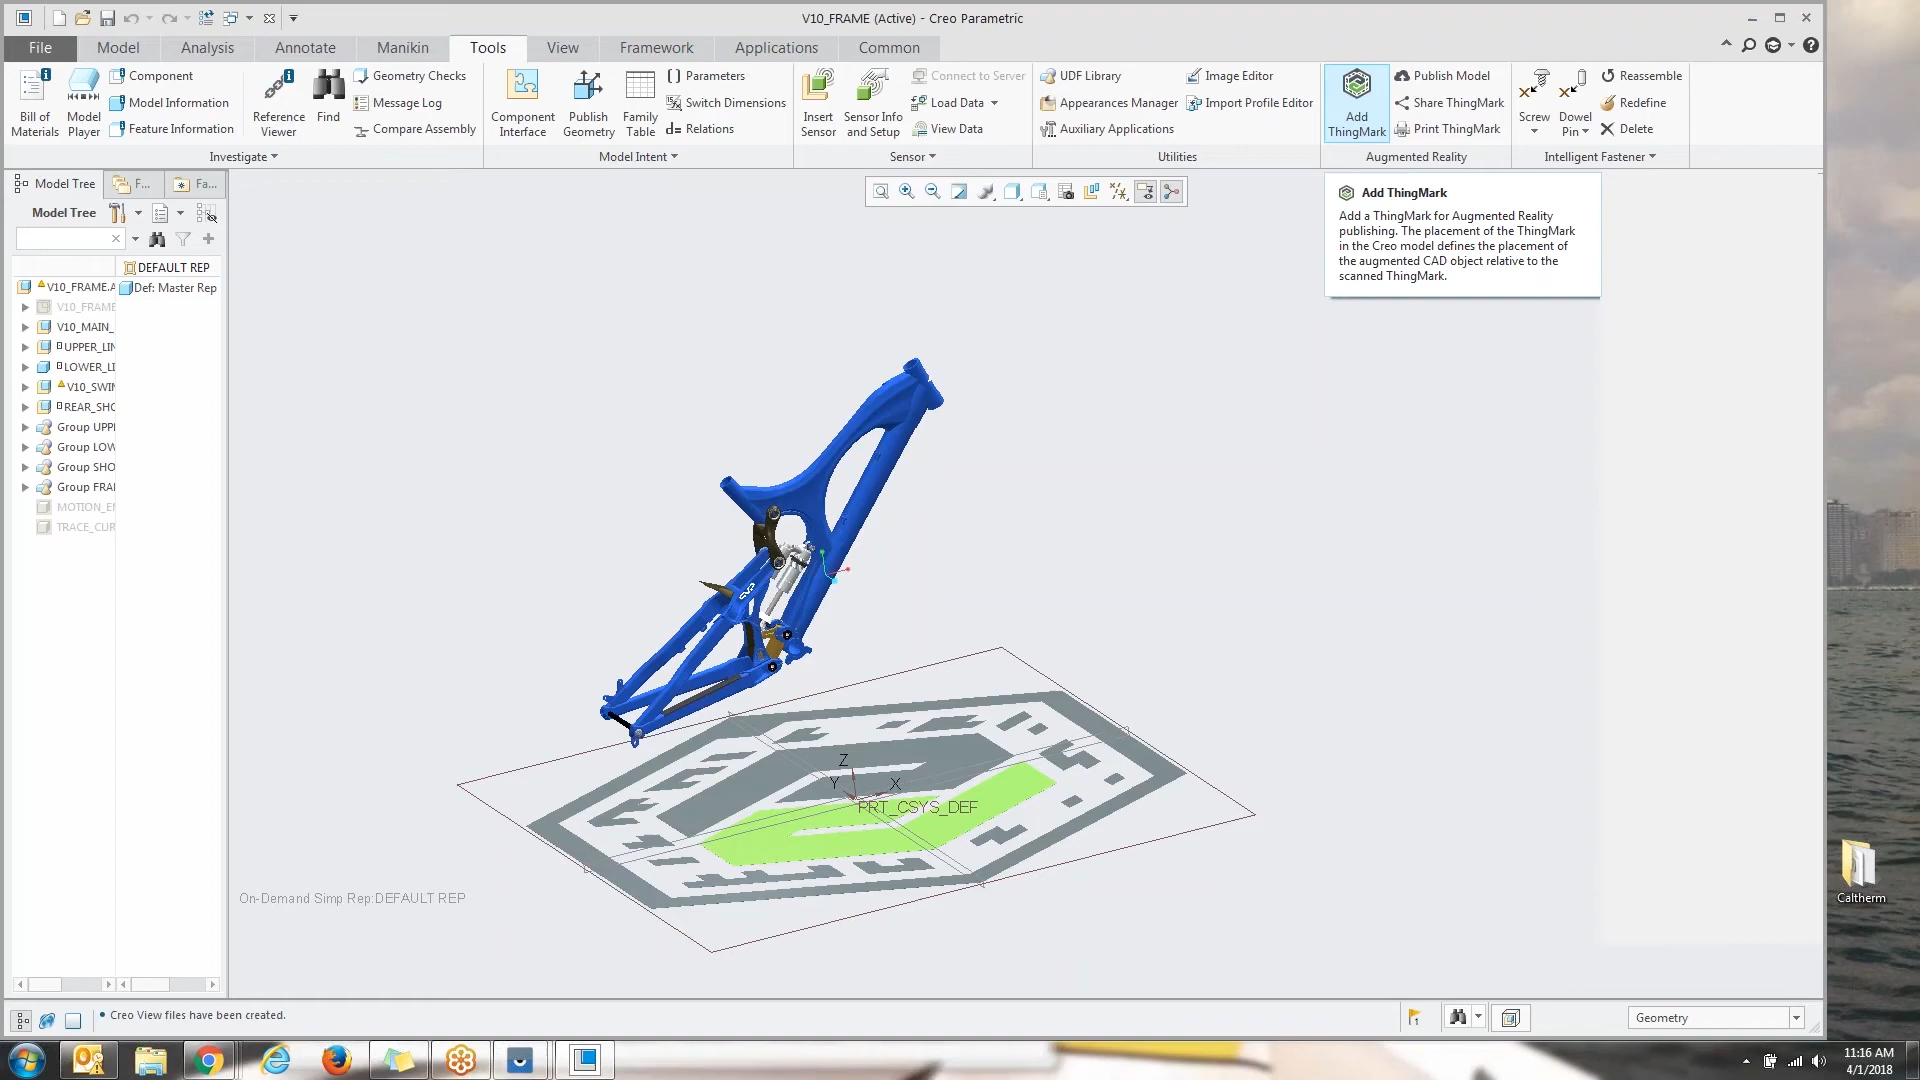 V10_FRAME (Active) - Creo Parametric
File Model Analysis Annotate Manikin Tools View Framework Applications Common
Bill of Materials
Model Player
Component
Model Information
Feature Information
Reference Viewer
Find
Geometry Checks
Message Log
Compare Assembly
Investigate
Component Interface
Publish Geometry
Family Table
Parameters
Switch Dimensions
Relations
Model Intent
Insert Sensor
Sensor Info and Setup
Connect to Server
Load Data
View Data
Sensor
UDF Library
Appearances Manager
Auxiliary Applications
Image Editor
Import Profile Editor
Utilities
Add ThingMark
Publish Model
Share ThingMark
Print ThingMark
Augmented Reality
Screw
Dowel Pin
Reassemble
Redefine
Delete
Intelligent Fastener
Model Tree F... Fa...
Model Tree
DEFAULT REP
V10_FRAME.A Def: Master Rep
V10_FRAME
V10_MAIN_
UPPER_LIN
LOWER_LI
V10_SWIN
REAR_SHO
Group UPP
Group LOW
Group SHO
Group FRA
MOTION_E
TRACE_CUR
Add ThingMark
Add a ThingMark for Augmented Reality
publishing. The placement of the ThingMark
in the Creo model defines the placement of
the augmented CAD object relative to the
scanned ThingMark.
Z
Y
X
PRT_CSYS_DEF
On-Demand Simp Rep:DEFAULT REP
Caltherm
Creo View files have been created.
1
Geometry
11:16 AM
4/1/2018